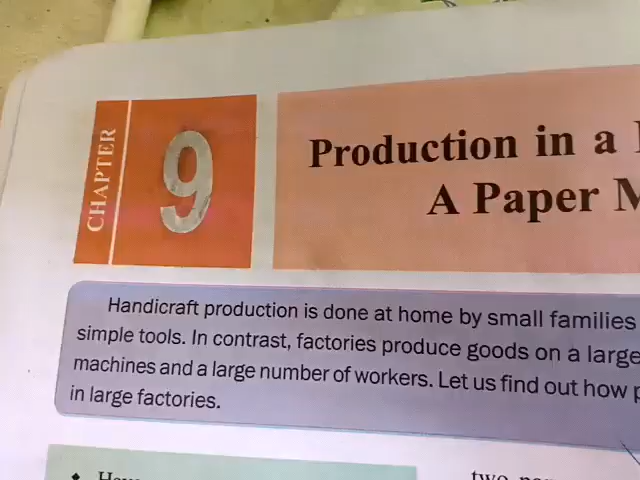 CHAPTER
9
Production in a
A Paper
Handicraft production is done at home by small families
simple tools. In contrast, factories produce goods on a large
machines and a large number of workers. Let us find out how
in large factories.
two